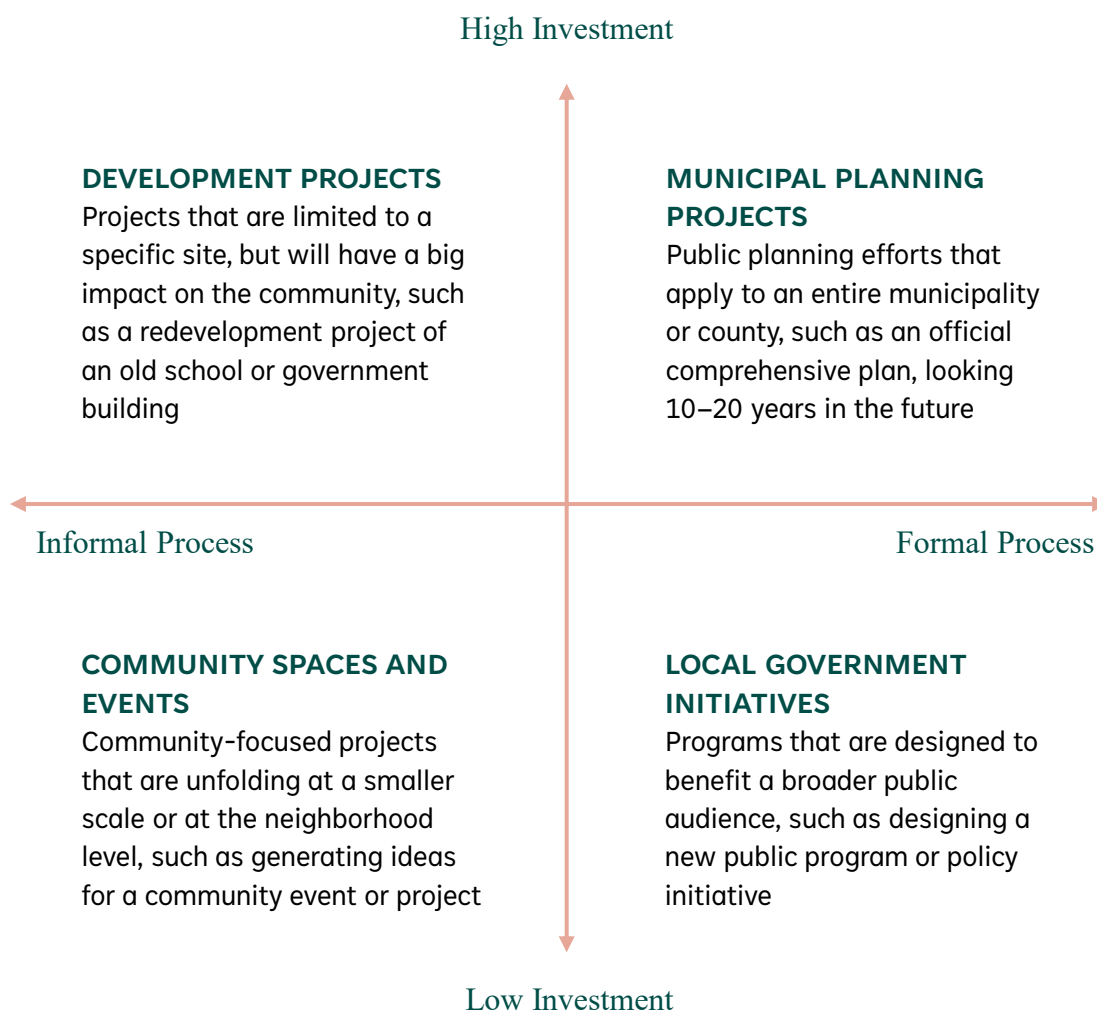 High Investment
DEVELOPMENT PROJECTS
Projects that are limited to a
specific site, but will have a big
impact on the community, such
as a redevelopment project of
an old school or government
building
MUNICIPAL PLANNING
PROJECTS
Public planning efforts that
apply to an entire municipality
or county, such as an official
comprehensive plan, looking
10–20 years in the future
Informal Process
Formal Process
COMMUNITY SPACES AND
EVENTS
Community-focused projects
that are unfolding at a smaller
scale or at the neighborhood
level, such as generating ideas
for a community event or project
LOCAL GOVERNMENT
INITIATIVES
Programs that are designed to
benefit a broader public
audience, such as designing a
new public program or policy
initiative
Low Investment